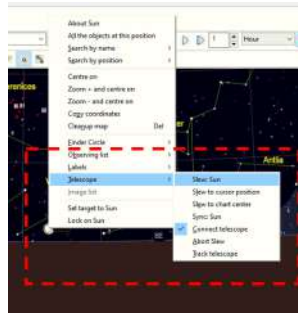 About Sun
All the objects at this position
Search by name
Search by position
Centre on
Zoom + and centre on
Zoom - and centre on
Copy coordinates
Cleanup map Del
Finder Circle
Observing list
Labels
Telescope
Image list
Set target to Sun
Lock on Sun
1 Hour
Antlia
Slew: Sun
Slew to cursor position
Slew to chart center
Sync: Sun
Connect telescope
Abort Slew
Track telescope